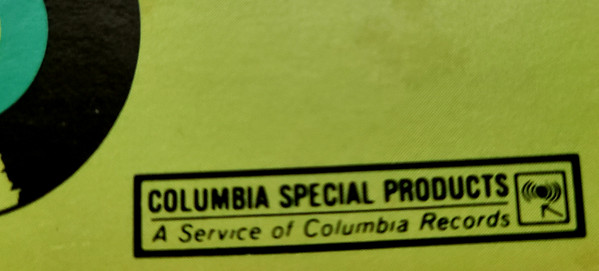 COLUMBIA SPECIAL PRODUCTS
A Service of Columbia Records